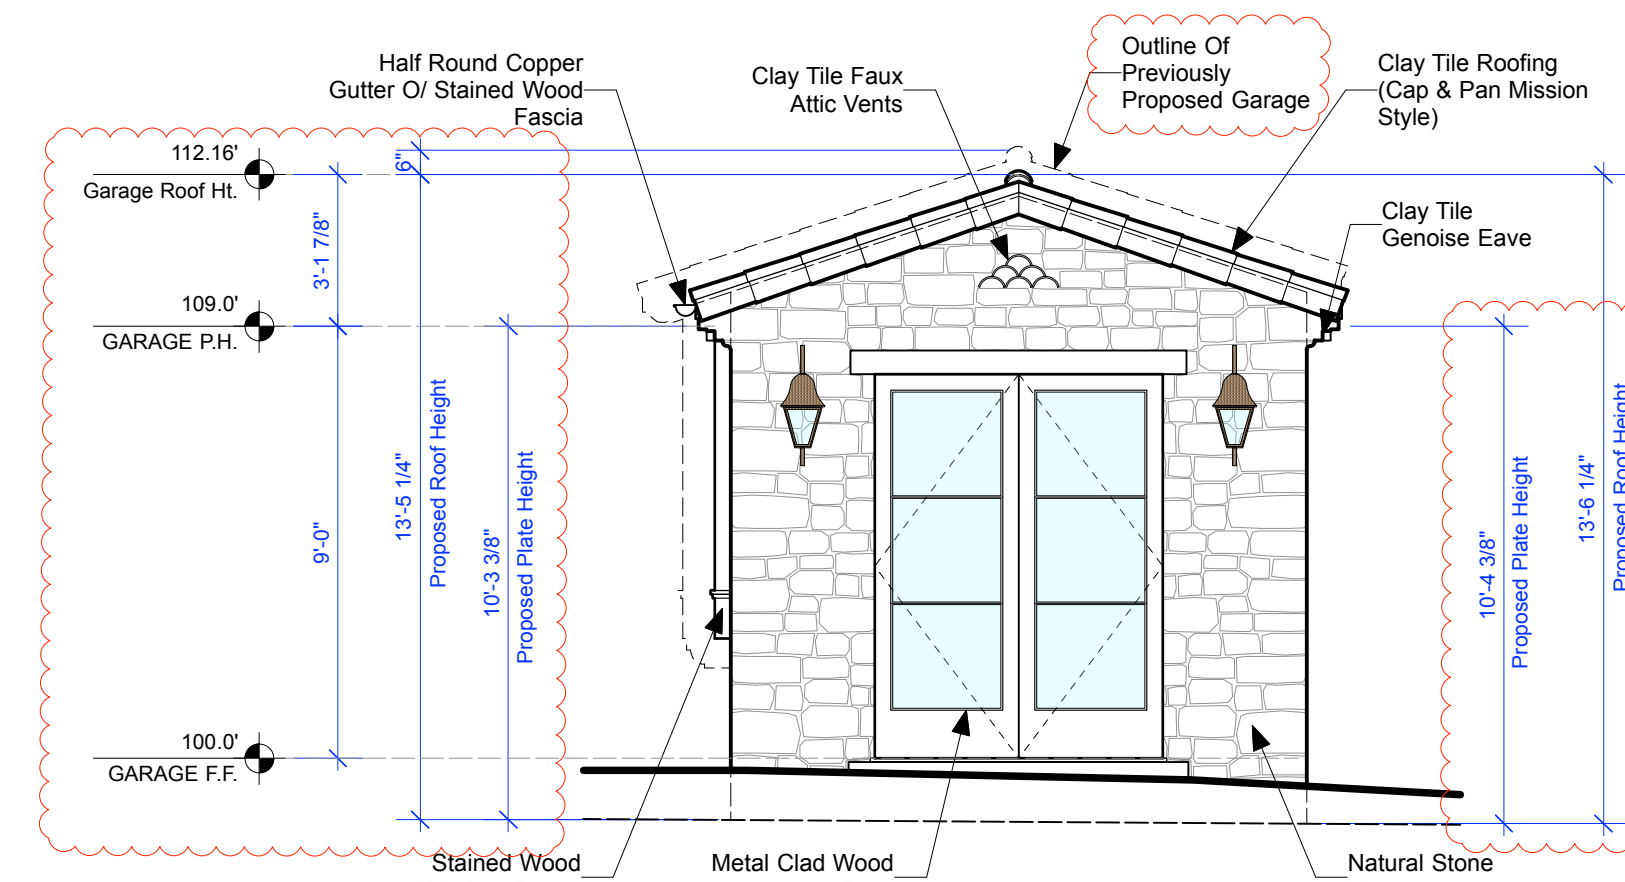 Half Round Copper
Gutter O/ Stained Wood
Fascia
Clay Tile Faux
Attic Vents
Outline Of
Previously
Proposed Garage
Clay Tile Roofing
(Cap & Pan Mission
Style)
Clay Tile
Genoise Eave
112.16'
Garage Roof Ht.
109.0'
GARAGE P.H.
100.0'
GARAGE F.F.
6"
3'-1 7/8"
9'-0"
13'-5 1/4"
Proposed Roof Height
10'-3 3/8"
Proposed Plate Height
10'-4 3/8"
Proposed Plate Height
13'-6 1/4"
Proposed Roof Height
Stained Wood
Metal Clad Wood
Natural Stone